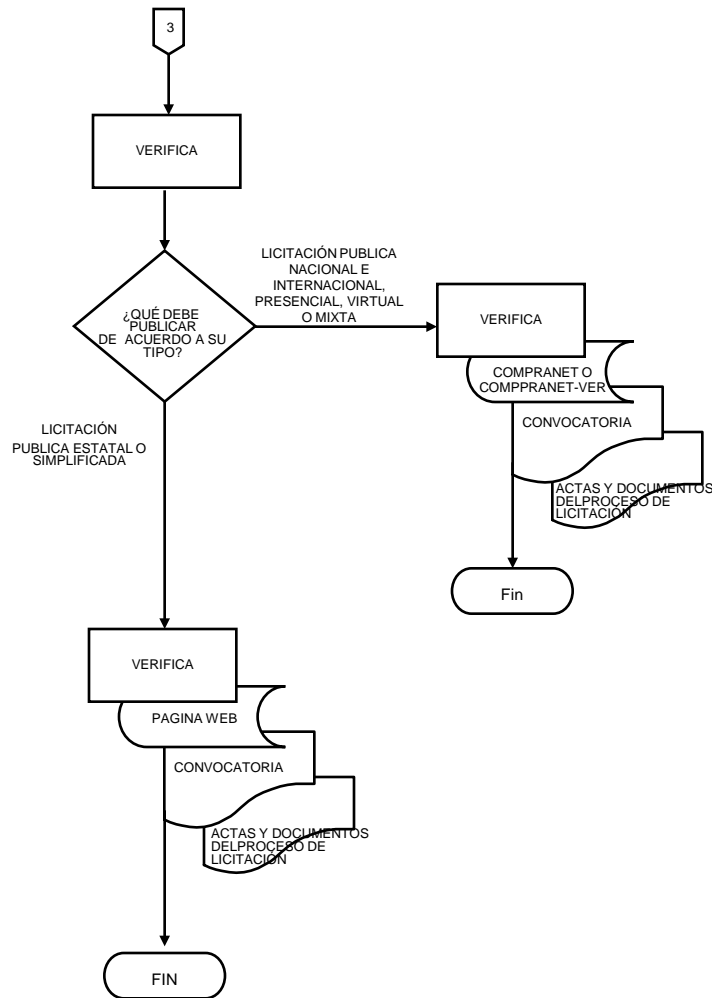 3
VERIFICA
¿QUÉ DEBE
PUBLICAR
DE ACUERDO A SU
TIPO?
LICITACIÓN PUBLICA
NACIONAL E
INTERNACIONAL,
PRESENCIAL, VIRTUAL
O MIXTA
VERIFICA
COMPRANET O
COMPPRANET-VER
CONVOCATORIA
ACTAS Y DOCUMENTOS
DELPROCESO DE
LICITACIÓN
Fin
LICITACIÓN
PUBLICA ESTATAL O
SIMPLIFICADA
VERIFICA
PAGINA WEB
CONVOCATORIA
ACTAS Y DOCUMENTOS
DELPROCESO DE
LICITACIÓN
FIN